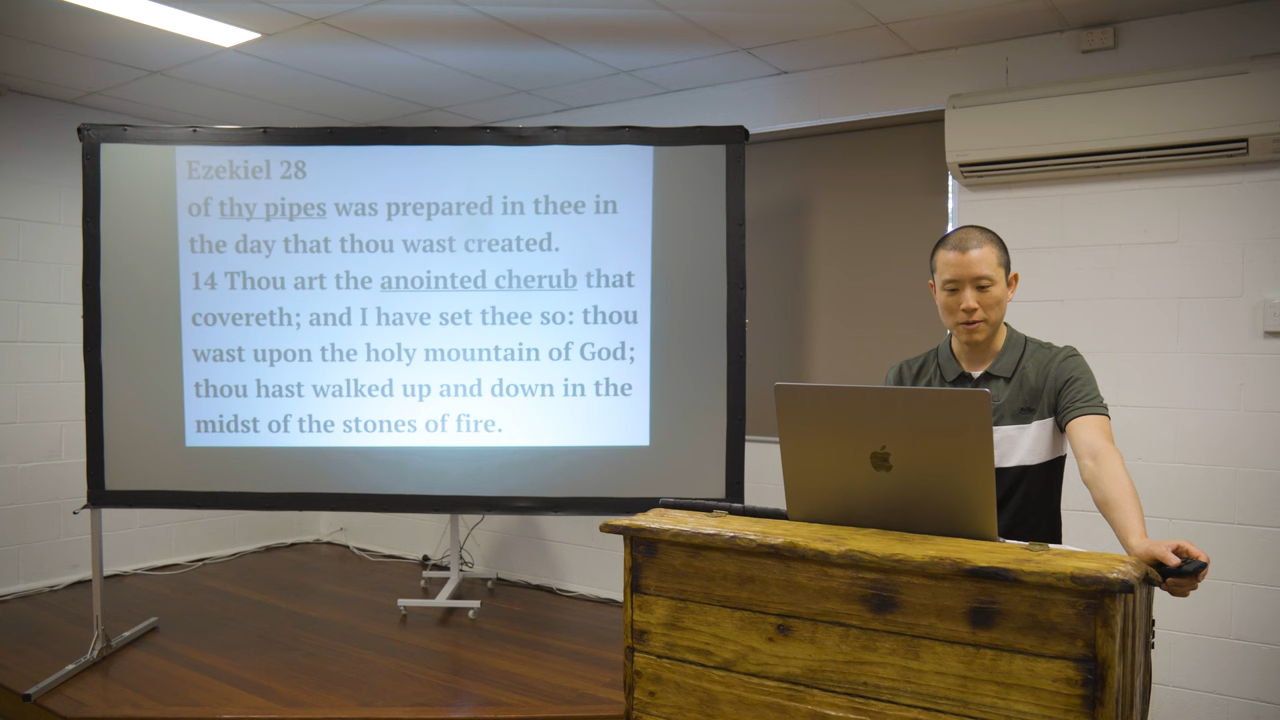 Ezekiel 28
of thy pipes was prepared in thee in
the day that thou wast created.
14 Thou art the anointed cherub that
covereth; and I have set thee so: thou
wast upon the holy mountain of God;
thou hast walked up and down in the
midst of the stones of fire.